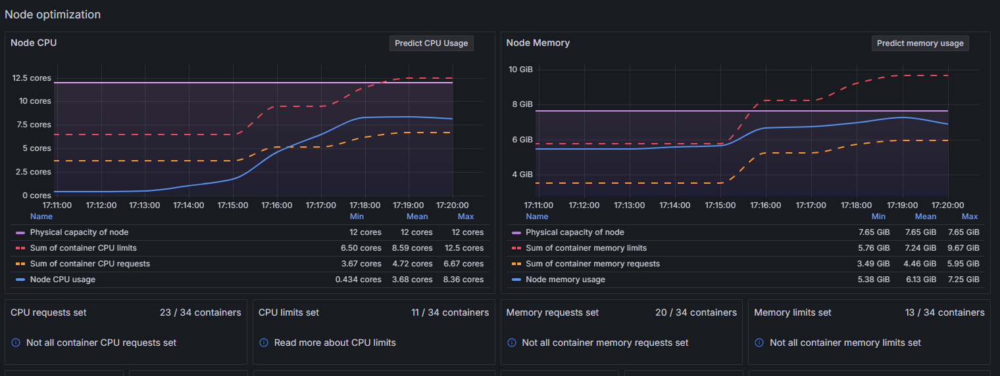 Node optimization
Node CPU
Predict CPU Usage
12.5 cores
10 cores
7.5 cores
5 cores
2.5 cores
0 cores
17:11:00 17:12:00 17:13:00 17:14:00 17:15:00 17:16:00 17:17:00 17:18:00 17:19:00 17:20:00
Name Min Mean Max
Physical capacity of node 12 cores 12 cores 12 cores
Sum of container CPU limits 6.50 cores 8.59 cores 12.5 cores
Sum of container CPU requests 3.67 cores 4.72 cores 6.67 cores
Node CPU usage 0.434 cores 3.68 cores 8.36 cores
Node Memory
Predict memory usage
10 GiB
8 GiB
6 GiB
4 GiB
17:11:00 17:12:00 17:13:00 17:14:00 17:15:00 17:16:00 17:17:00 17:18:00 17:19:00 17:20:00
Name Min Mean Max
Physical capacity of node 7.65 GiB 7.65 GiB 7.65 GiB
Sum of container memory limits 5.76 GiB 7.24 GiB 9.67 GiB
Sum of container memory requests 3.49 GiB 4.46 GiB 5.95 GiB
Node memory usage 5.38 GiB 6.13 GiB 7.25 GiB
CPU requests set 23 / 34 containers
Not all container CPU requests set
CPU limits set 11 / 34 containers
Read more about CPU limits
Memory requests set 20 / 34 containers
Not all container memory requests set
Memory limits set 13 / 34 containers
Not all container memory limits set